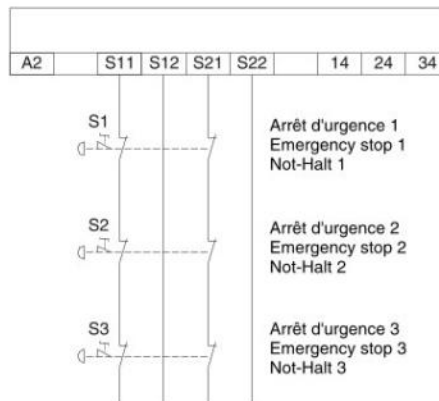 A2 S11 S12 S21 S22 14 24 34
S1
Arrêt d'urgence 1
Emergency stop 1
Not-Halt 1
S2
Arrêt d'urgence 2
Emergency stop 2
Not-Halt 2
S3
Arrêt d'urgence 3
Emergency stop 3
Not-Halt 3